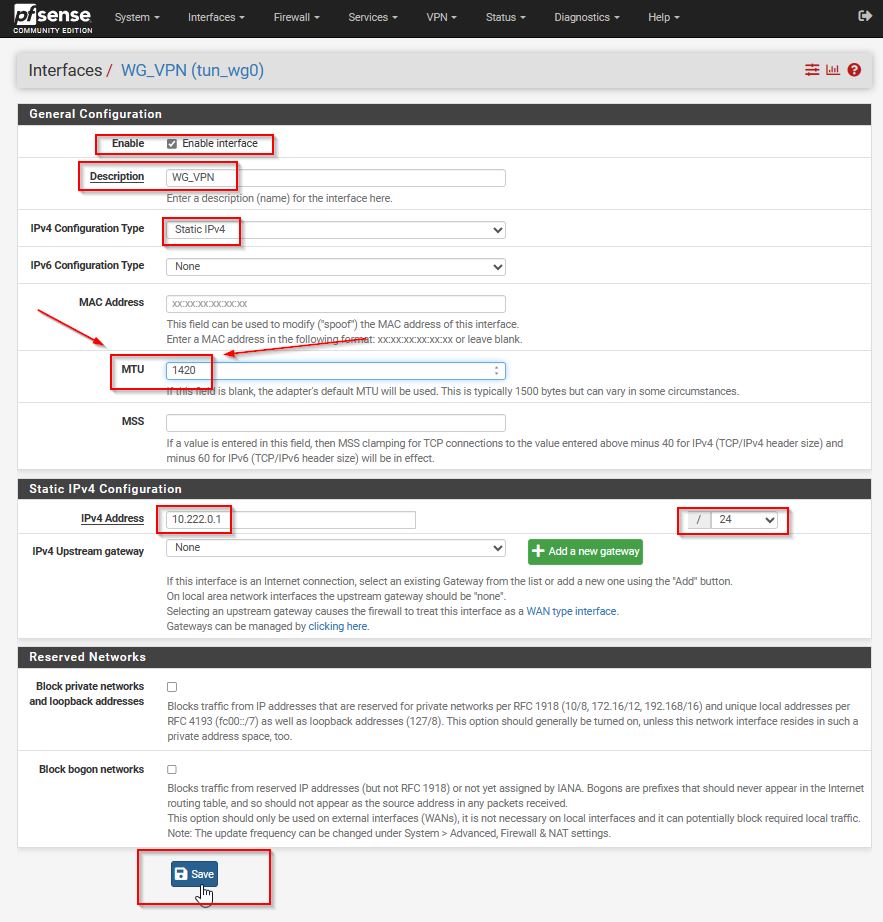 pfsense
COMMUNITY EDITION
System Interfaces Firewall Services VPN Status Diagnostics Help
Interfaces / WG_VPN (tun_wg0)
General Configuration
Enable Enable interface
Description WG_VPN
Enter a description (name) for the interface here.
IPv4 Configuration Type Static IPv4
IPv6 Configuration Type None
MAC Address xx:xx:xx:xx:xx:xx
This field can be used to modify ("spoof") the MAC address of this interface.
Enter a MAC address in the following format: xx:xx:xx:xx:xx:xx or leave blank.
MTU 1420
If this field is blank, the adapter's default MTU will be used. This is typically 1500 bytes but can vary in some circumstances.
MSS
If a value is entered in this field, then MSS clamping for TCP connections to the value entered above minus 40 for IPv4 (TCP/IPv4 header size) and
minus 60 for IPv6 (TCP/IPv6 header size) will be in effect.
Static IPv4 Configuration
IPv4 Address 10.222.0.1 / 24
IPv4 Upstream gateway None Add a new gateway
If this interface is an Internet connection, select an existing Gateway from the list or add a new one using the "Add" button.
On local area network interfaces the upstream gateway should be "none".
Selecting an upstream gateway causes the firewall to treat this interface as a WAN type interface.
Gateways can be managed by clicking here.
Reserved Networks
Block private networks
and loopback addresses
Blocks traffic from IP addresses that are reserved for private networks per RFC 1918 (10/8, 172.16/12, 192.168/16) and unique local addresses per
RFC 4193 (fc00::/7) as well as loopback addresses (127/8). This option should generally be turned on, unless this network interface resides in such a
private address space, too.
Block bogon networks
Blocks traffic from reserved IP addresses (but not RFC 1918) or not yet assigned by IANA. Bogons are prefixes that should never appear in the Internet
routing table, and so should not appear as the source address in any packets received.
This option should only be used on external interfaces (WANs), it is not necessary on local interfaces and it can potentially block required local traffic.
Note: The update frequency can be changed under System > Advanced, Firewall & NAT settings.
Save